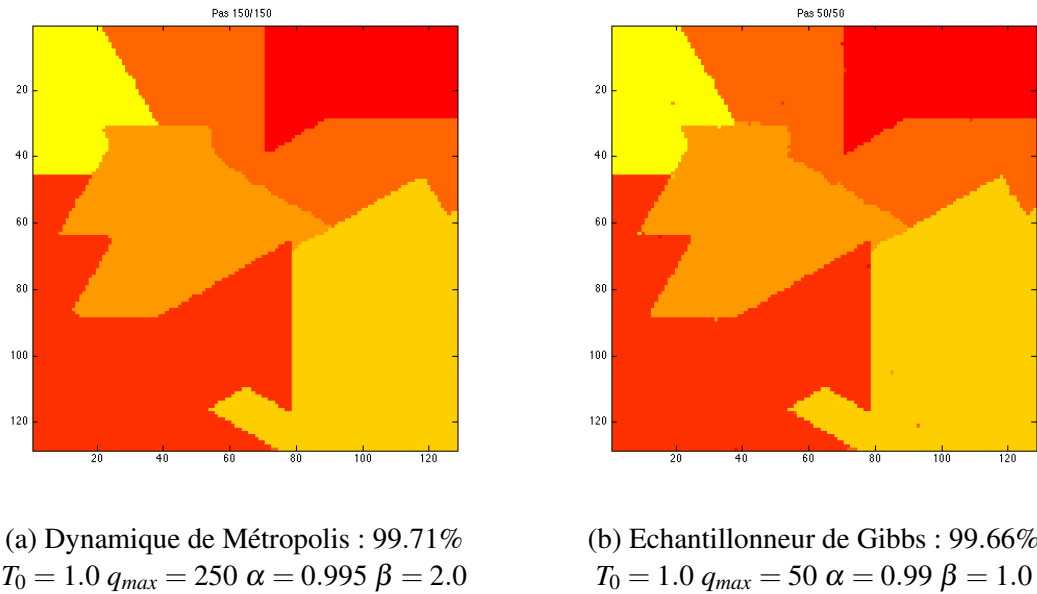 Pas 150/150
20
40
60
80
100
120
20 40 60 80 100 120
Pas 50/50
20
40
60
80
100
120
20 40 60 80 100 120
(a) Dynamique de Métropolis : 99.71%
T₀ = 1.0 qₘₐₓ = 250 α = 0.995 β = 2.0
(b) Echantillonneur de Gibbs : 99.66%
T₀ = 1.0 qₘₐₓ = 50 α = 0.99 β = 1.0